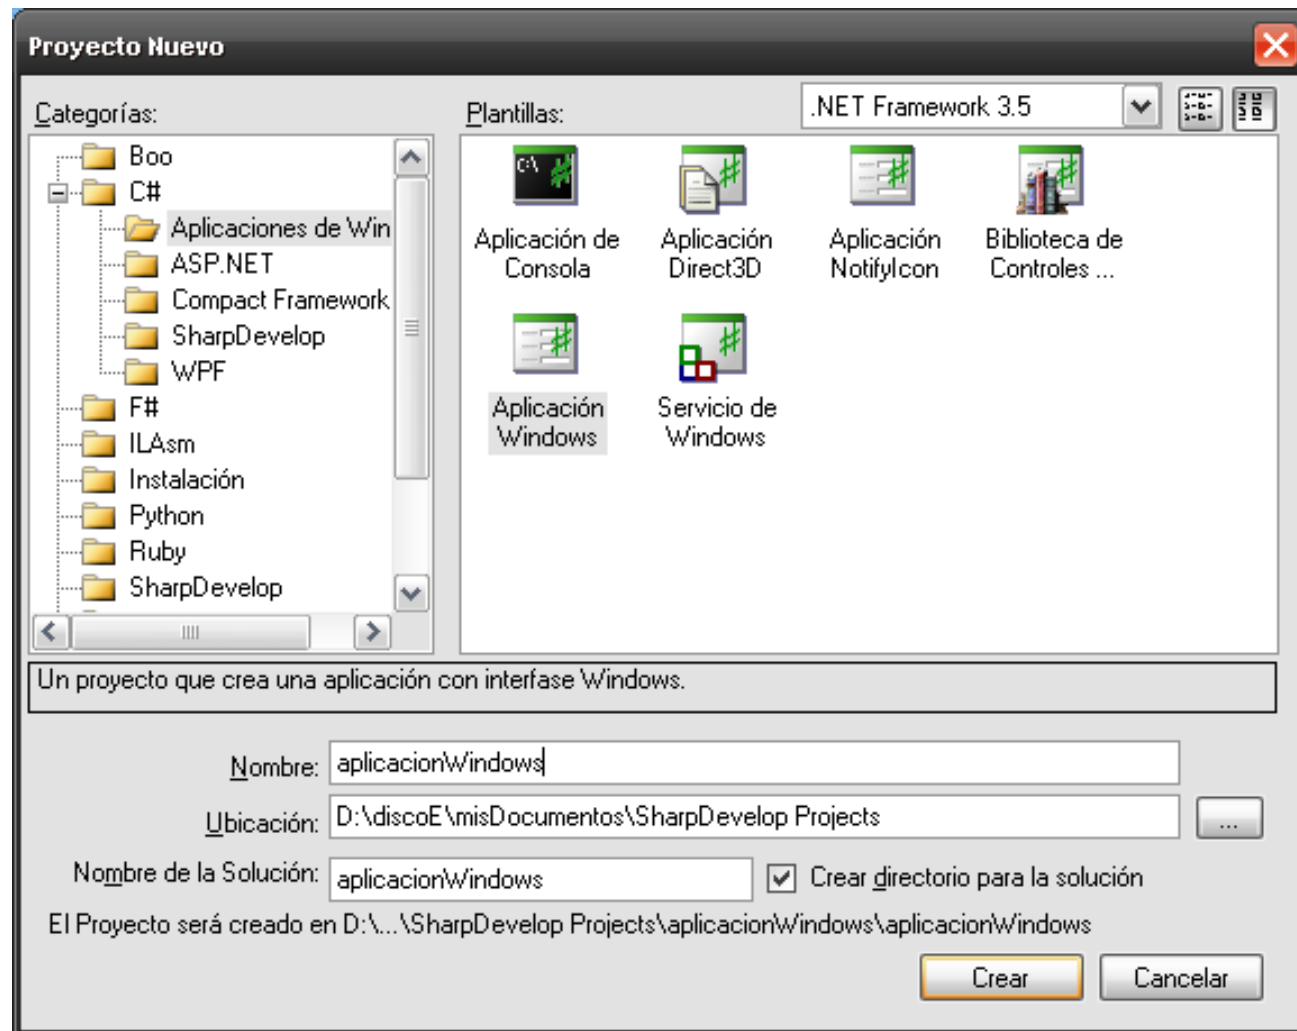 Proyecto Nuevo
Categorías:
Plantillas:
.NET Framework 3.5
Boo
C#
Aplicaciones de Win
ASP.NET
Compact Framework
SharpDevelop
WPF
F#
ILAsm
Instalación
Python
Ruby
SharpDevelop
C:\
Aplicación de
Consola
Aplicación
Direct3D
Aplicación
NotifyIcon
Biblioteca de
Controles ...
Aplicación
Windows
Servicio de
Windows
Un proyecto que crea una aplicación con interfase Windows.
Nombre: aplicacionWindows
Ubicación: D:\discoE\misDocumentos\SharpDevelop Projects
...
Nombre de la Solución: aplicacionWindows
Crear directorio para la solución
El Proyecto será creado en D:\...\SharpDevelop Projects\aplicacionWindows\aplicacionWindows
Crear
Cancelar